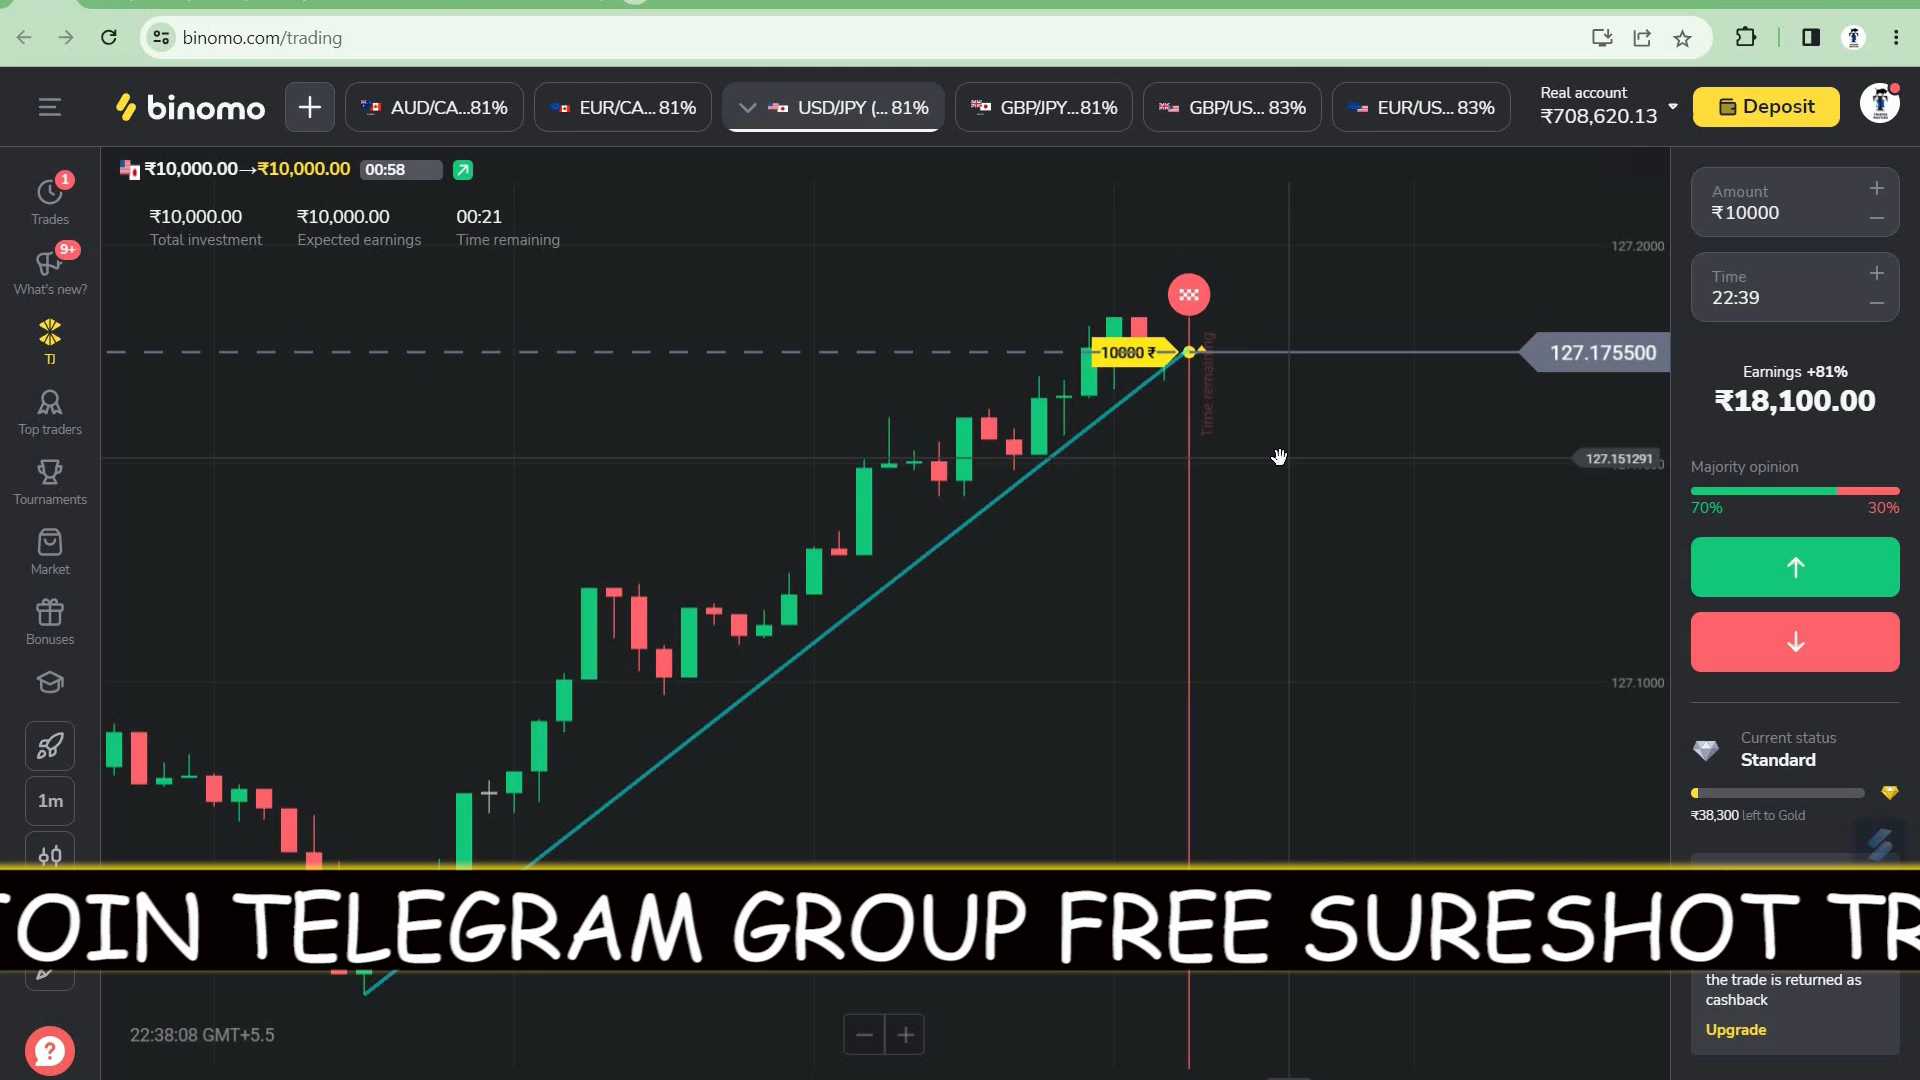 binomo.com/trading
binomo
AUD/CA...81%
EUR/CA...81%
USD/JPY (...81%
GBP/JPY...81%
GBP/US... 83%
EUR/US... 83%
Real account
₹708,620.13
Deposit
₹10,000.00→₹10,000.00 00:58
₹10,000.00
Total investment
₹10,000.00
Expected earnings
00:21
Time remaining
1
Trades
9+
What's new?
TJ
Top traders
Tournaments
Market
Bonuses
1m
127.2000
10000 ₹
Time remaining
127.175500
127.151291
127.1000
Amount
₹10000
Time
22:39
Earnings +81%
₹18,100.00
Majority opinion
70%
30%
Current status
Standard
₹38,300 left to Gold
OIN TELEGRAM GROUP FREE SURESHOT TR
the trade is returned as
cashback
Upgrade
22:38:08 GMT+5.5